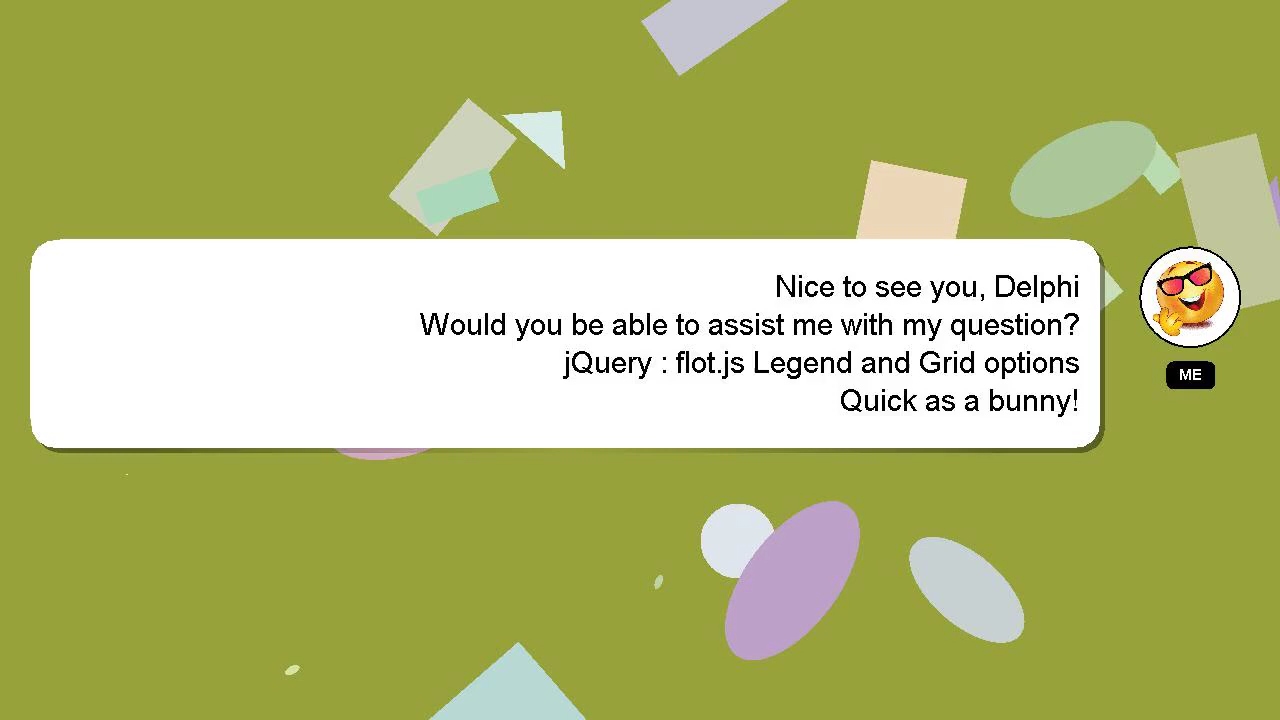 Nice to see you, Delphi
Would you be able to assist me with my question?
jQuery : flot.js Legend and Grid options
Quick as a bunny!
ME